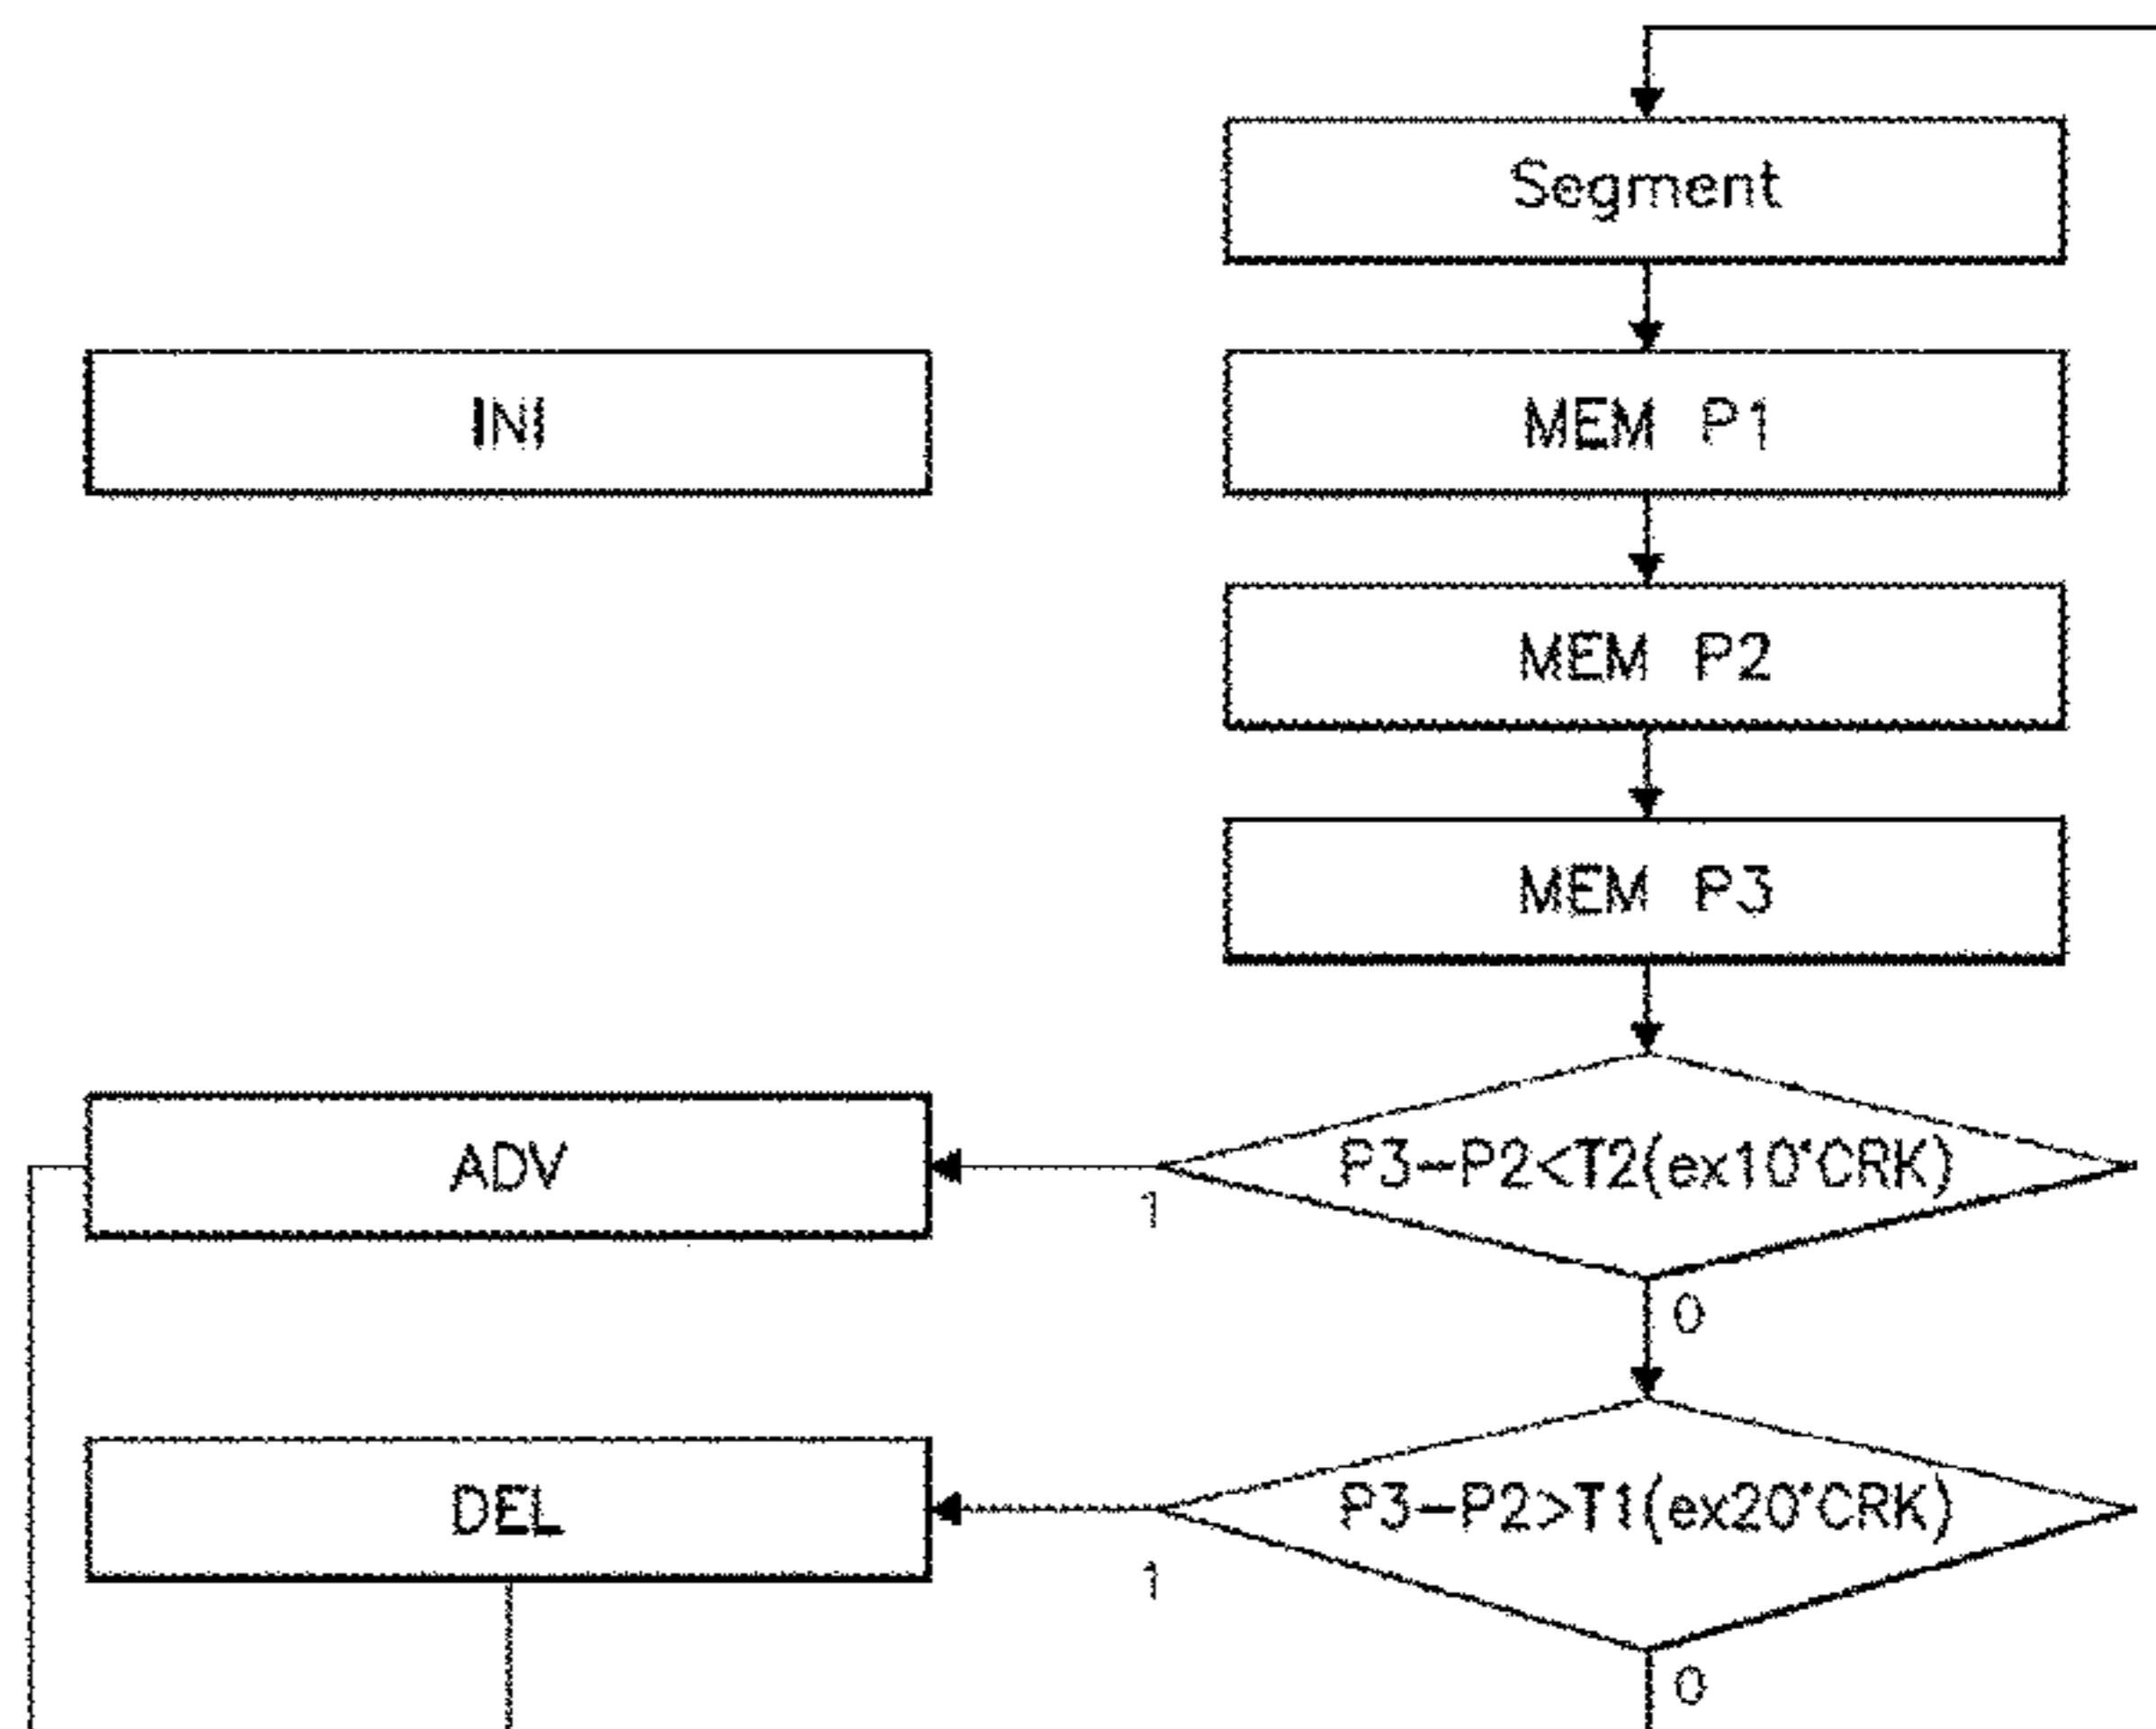 Segment
INI
MEM P1
MEM P2
MEM P3
ADV
P3-P2<T2(ex10°CRK)
1
0
DEL
P3-P2>T1(ex20°CRK)
1
0